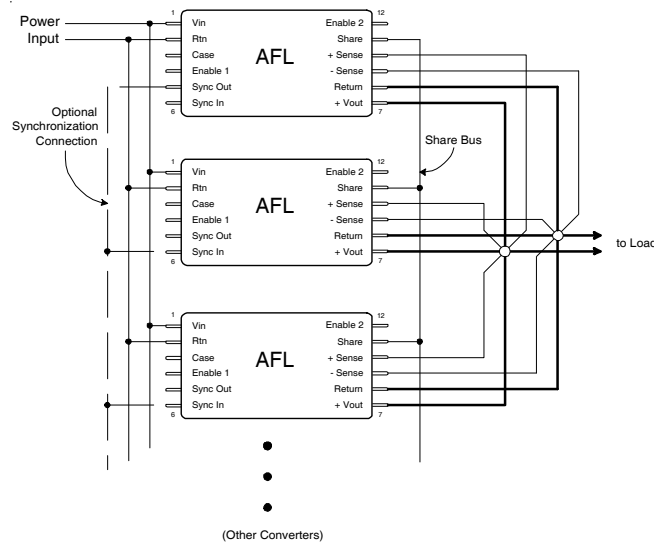 Power
Input
1
Vin
Rtn
Case
Enable 1
Sync Out
Sync In
6
AFL
12
Enable 2
Share
+ Sense
- Sense
Return
+ Vout
7
Optional
Synchronization
Connection
Share Bus
1
Vin
Rtn
Case
Enable 1
Sync Out
Sync In
6
AFL
12
Enable 2
Share
+ Sense
- Sense
Return
+ Vout
7
to Load
1
Vin
Rtn
Case
Enable 1
Sync Out
Sync In
6
AFL
12
Enable 2
Share
+ Sense
- Sense
Return
+ Vout
7
(Other Converters)